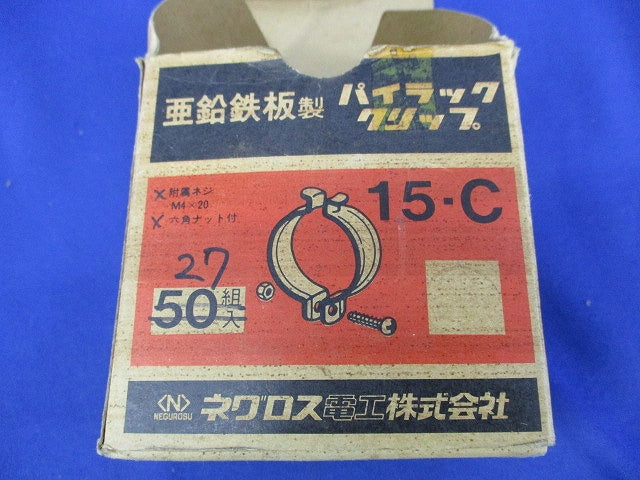 亜鉛鉄板製 パイラック
クリップ
附属ネジ
M4×20
六角ナット付
15·C
27
50組入
N
NEGUROSU
ネグロス電工株式会社